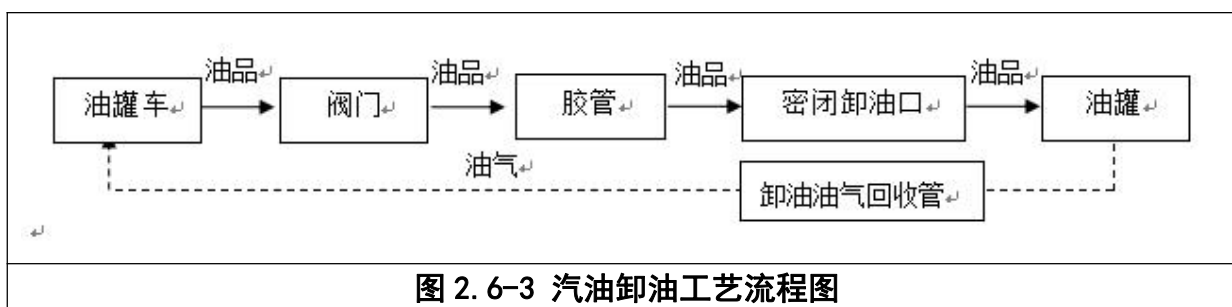 油品 油品 油品 油品
油罐车 阀门 胶管 密闭卸油口 油罐
油气
卸油油气回收管
图 2.6-3 汽油卸油工艺流程图